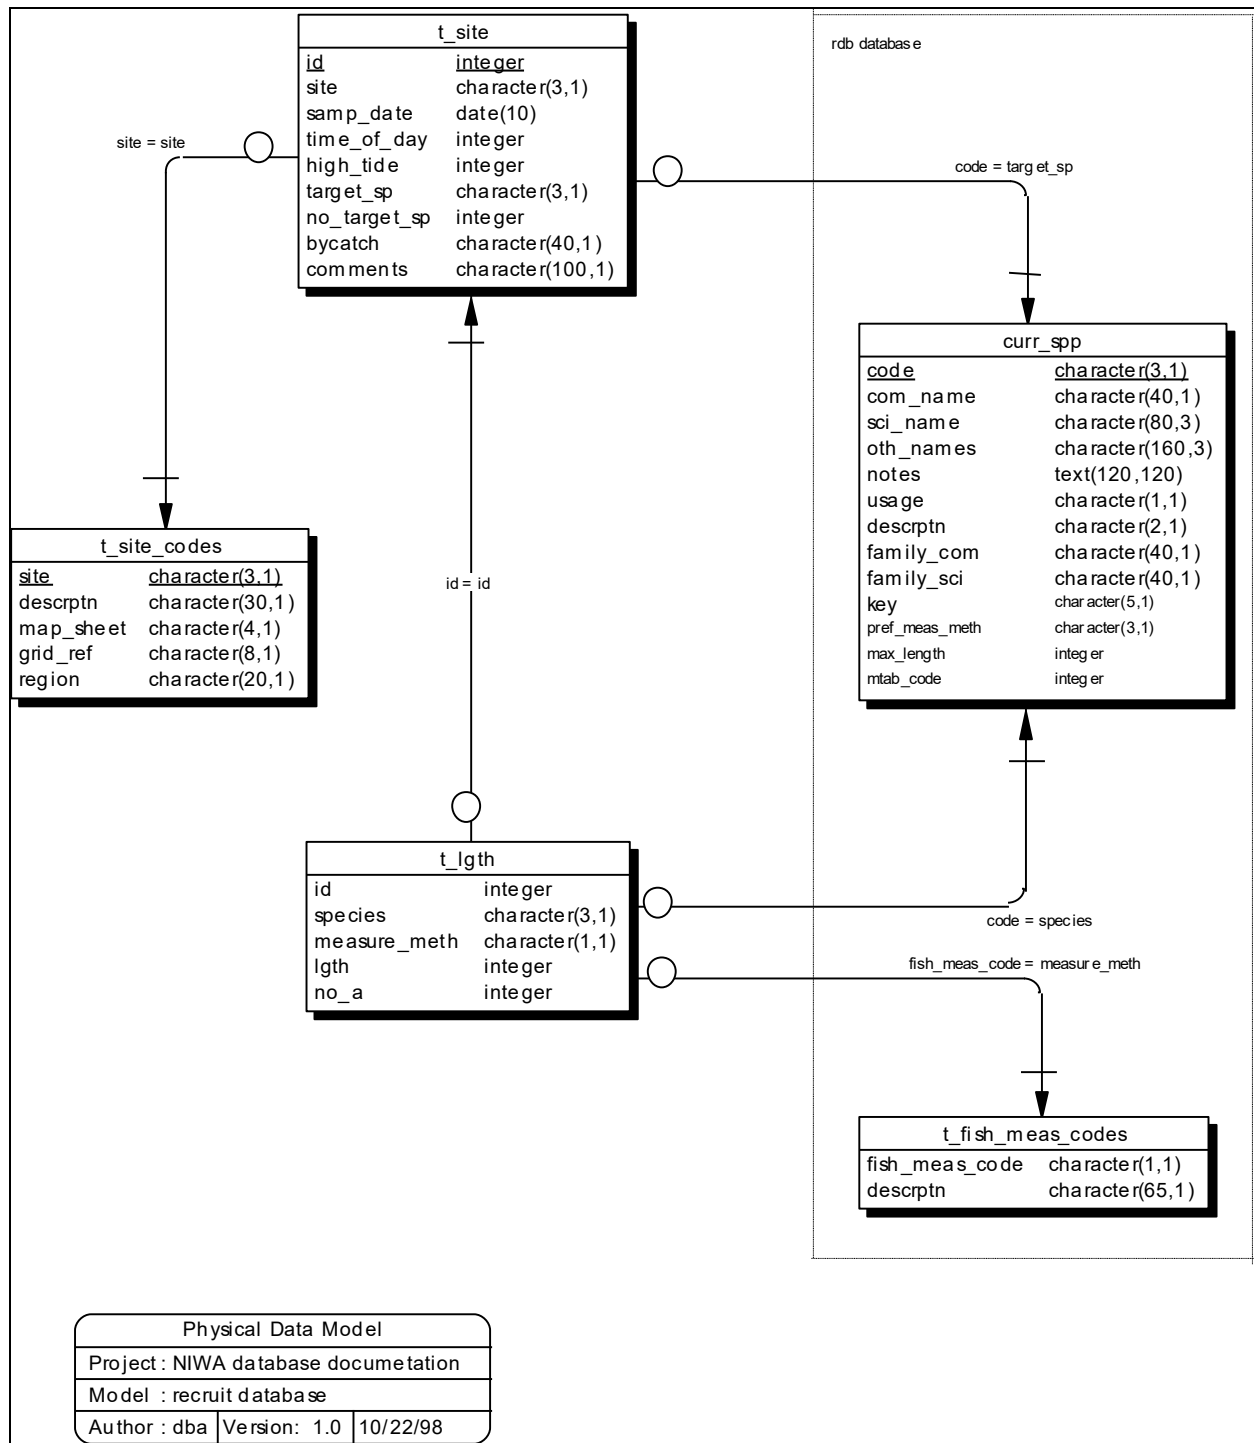 t_site
id integer
site character(3,1)
samp_date date(10)
time_of_day integer
high_tide integer
target_sp character(3,1)
no_target_sp integer
bycatch character(40,1)
comments character(100,1)
rdb database
site = site
code = target_sp
curr_spp
code character(3,1)
com_name character(40,1)
sci_name character(80,3)
oth_names character(160,3)
notes text(120,120)
usage character(1,1)
descrptn character(2,1)
family_com character(40,1)
family_sci character(40,1)
key character(5,1)
pref_meas_meth character(3,1)
max_length integer
mtab_code integer
t_site_codes
site character(3,1)
descrptn character(30,1)
map_sheet character(4,1)
grid_ref character(8,1)
region character(20,1)
id = id
t_lgth
id integer
species character(3,1)
measure_meth character(1,1)
lgth integer
no_a integer
code = species
fish_meas_code = measure_meth
t_fish_meas_codes
fish_meas_code character(1,1)
descrptn character(65,1)
Physical Data Model
Project : NIWA database documetation
Model : recruit database
Author : dba Version: 1.0 10/22/98